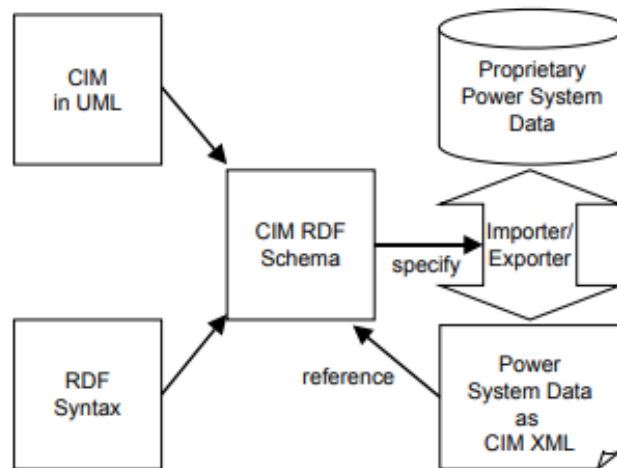 CIM
in UML
Proprietary
Power System
Data
CIM RDF
Schema
specify
Importer/
Exporter
RDF
Syntax
reference
Power
System Data
as
CIM XML